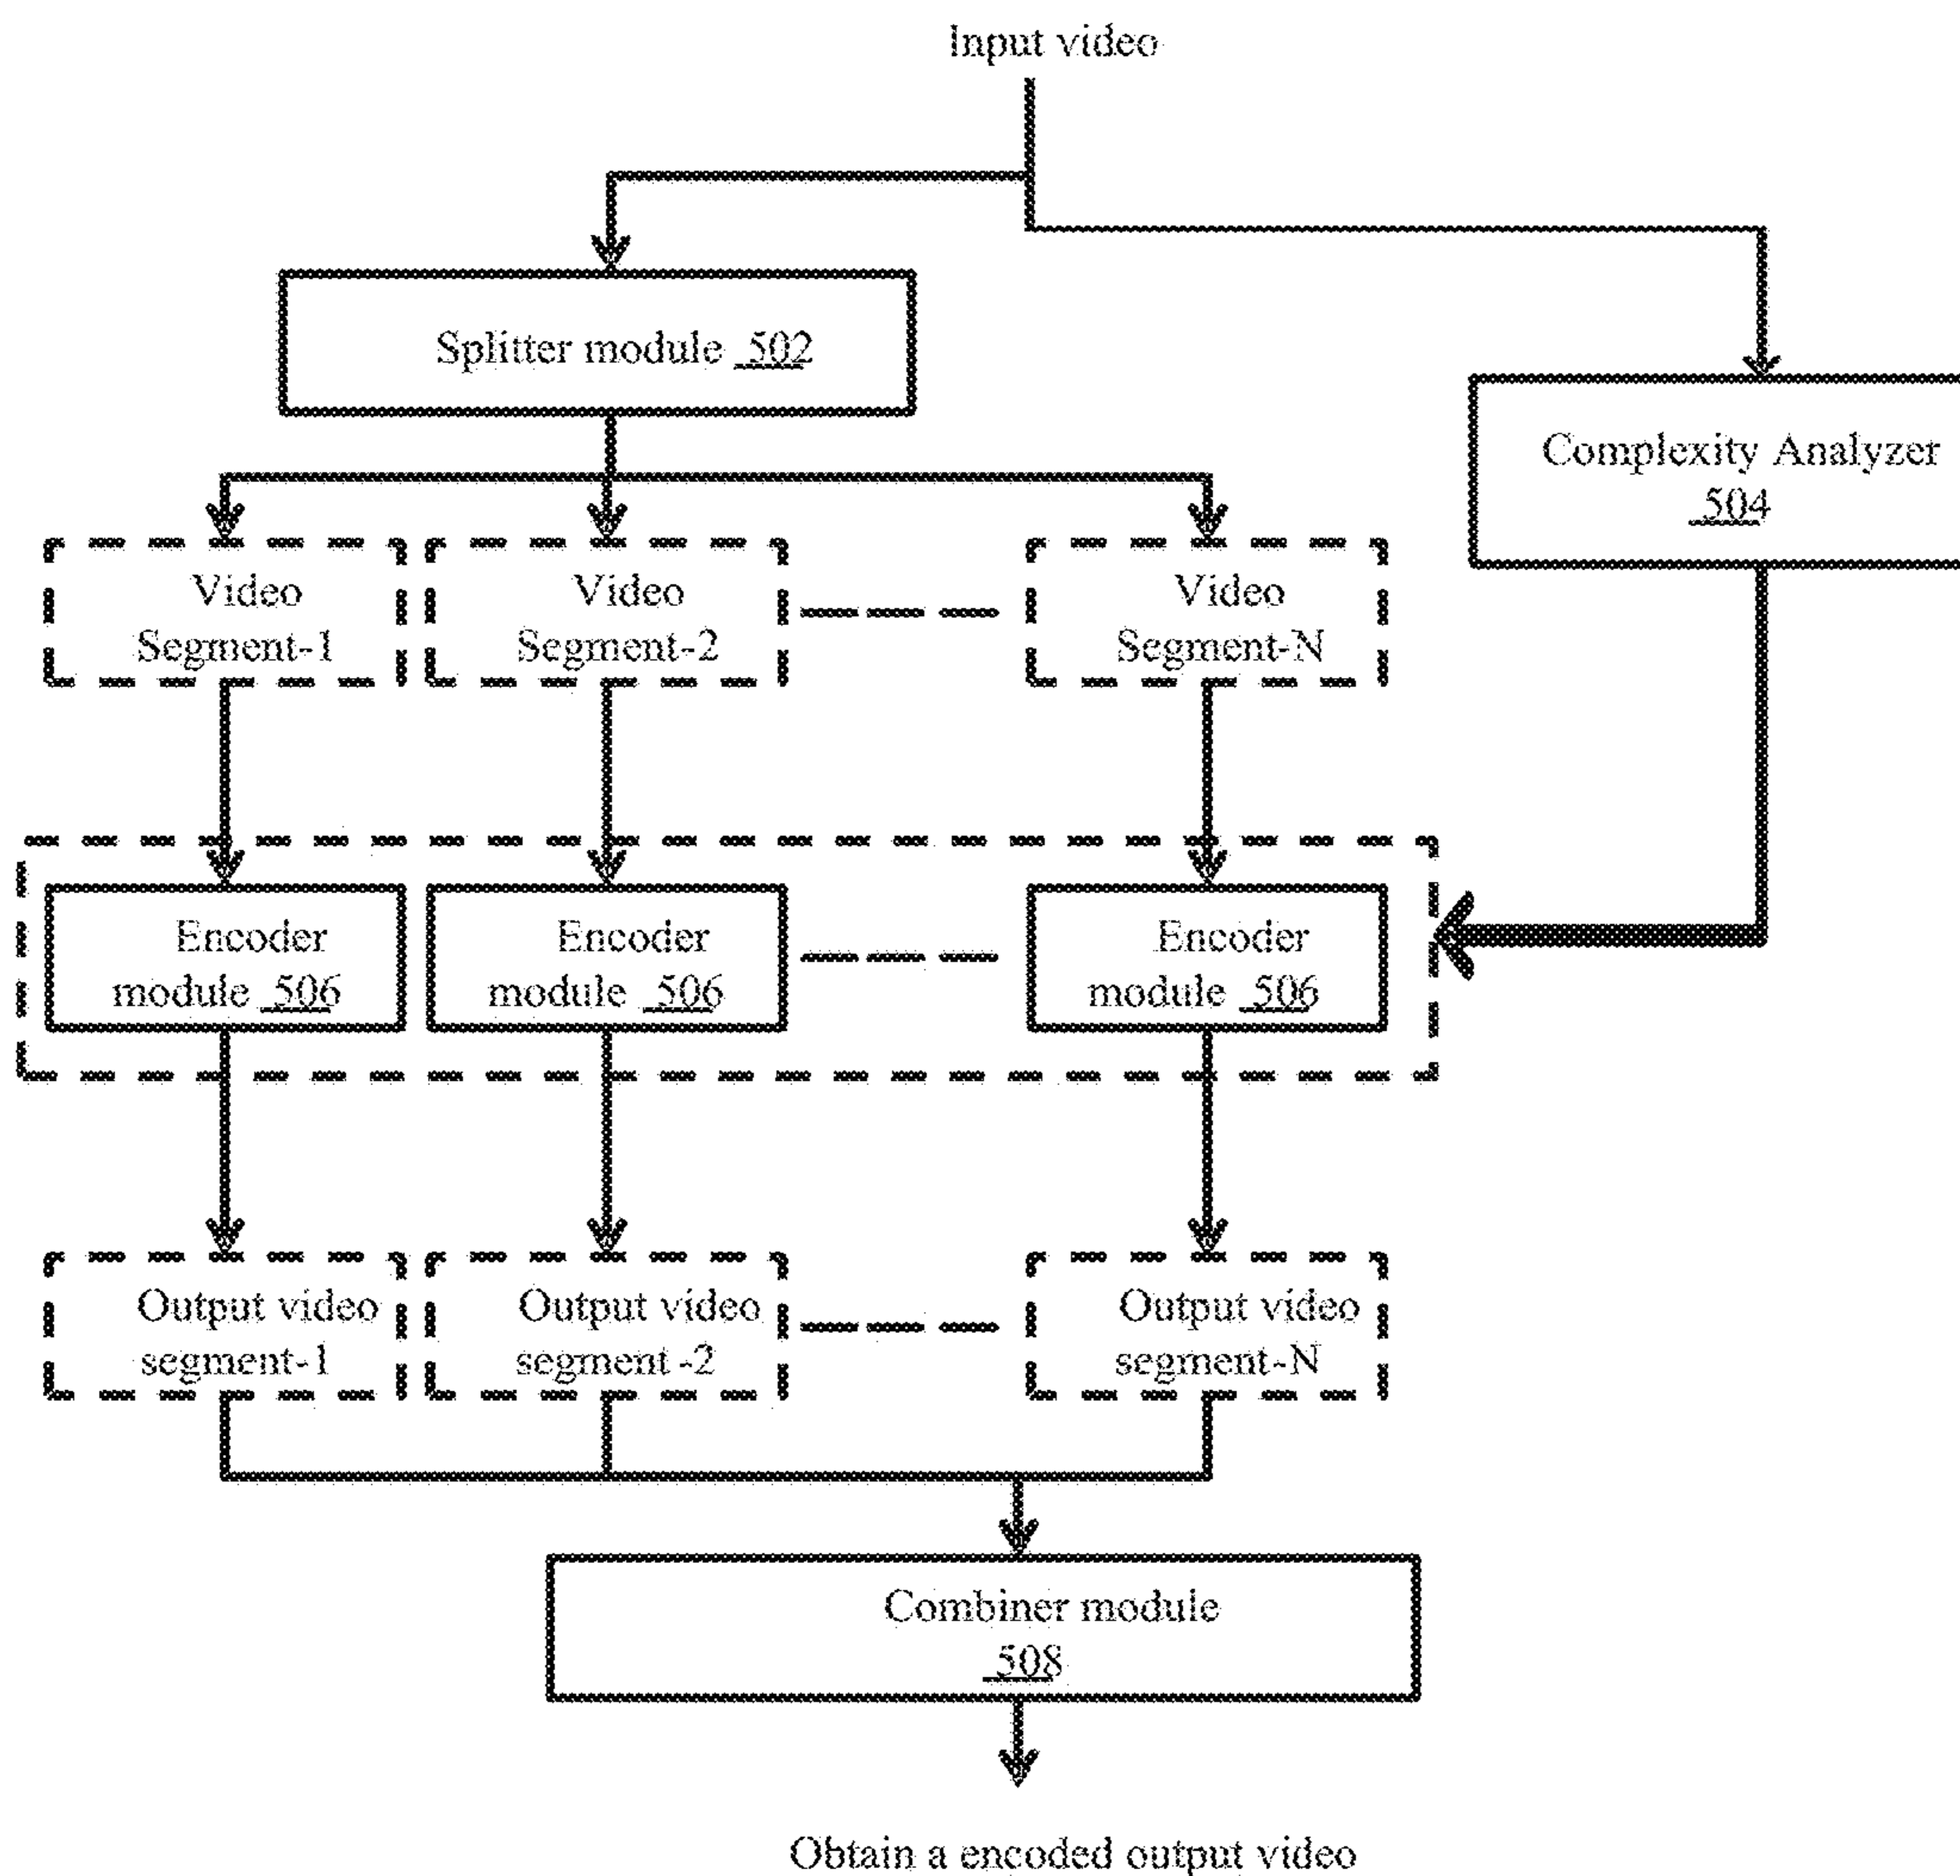 Input video
Splitter module 502
Complexity Analyzer
504
Video
Segment-1
Video
Segment-2
Video
Segment-N
Encoder
module 506
Encoder
module 506
Encoder
module 506
Output video
segment-1
Output video
segment -2
Output video
segment-N
Combiner module
508
Obtain a encoded output video